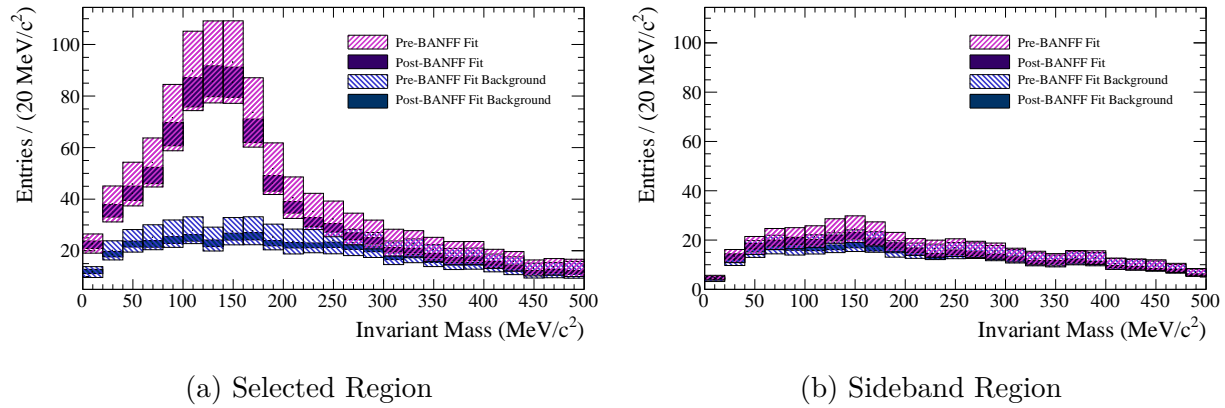 100
80
60
40
20
Entries / (20 MeV/c²)
Pre-BANFF Fit
Post-BANFF Fit
Pre-BANFF Fit Background
Post-BANFF Fit Background
0 50 100 150 200 250 300 350 400 450 500
Invariant Mass (MeV/c²)
(a) Selected Region
100
80
60
40
20
0
Entries / (20 MeV/c²)
Pre-BANFF Fit
Post-BANFF Fit
Pre-BANFF Fit Background
Post-BANFF Fit Background
0 50 100 150 200 250 300 350 400 450 500
Invariant Mass (MeV/c²)
(b) Sideband Region